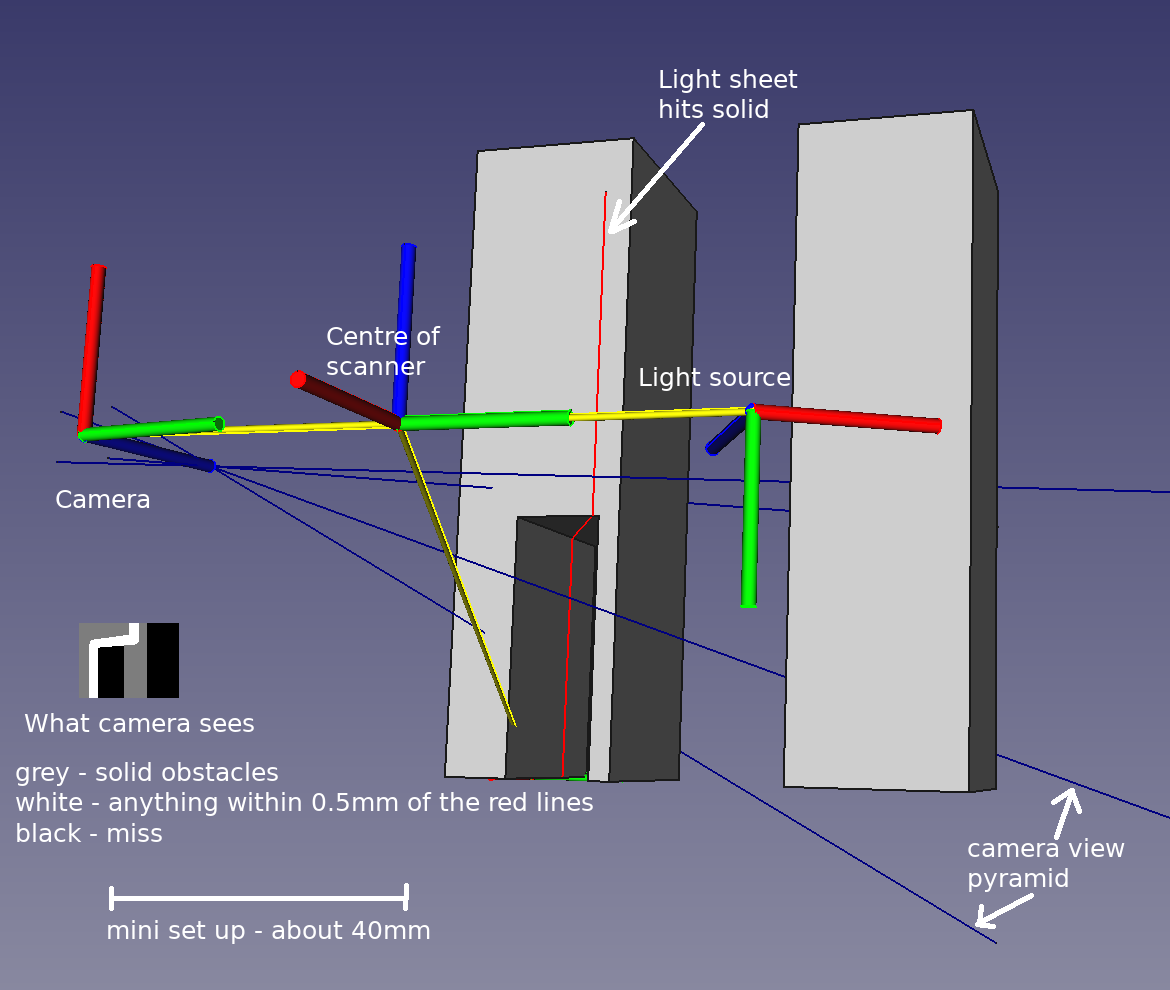 Light sheet
hits solid
Centre of
scanner
Light source
Camera
What camera sees
grey - solid obstacles
white - anything within 0.5mm of the red lines
black - miss
camera view
pyramid
mini set up - about 40mm